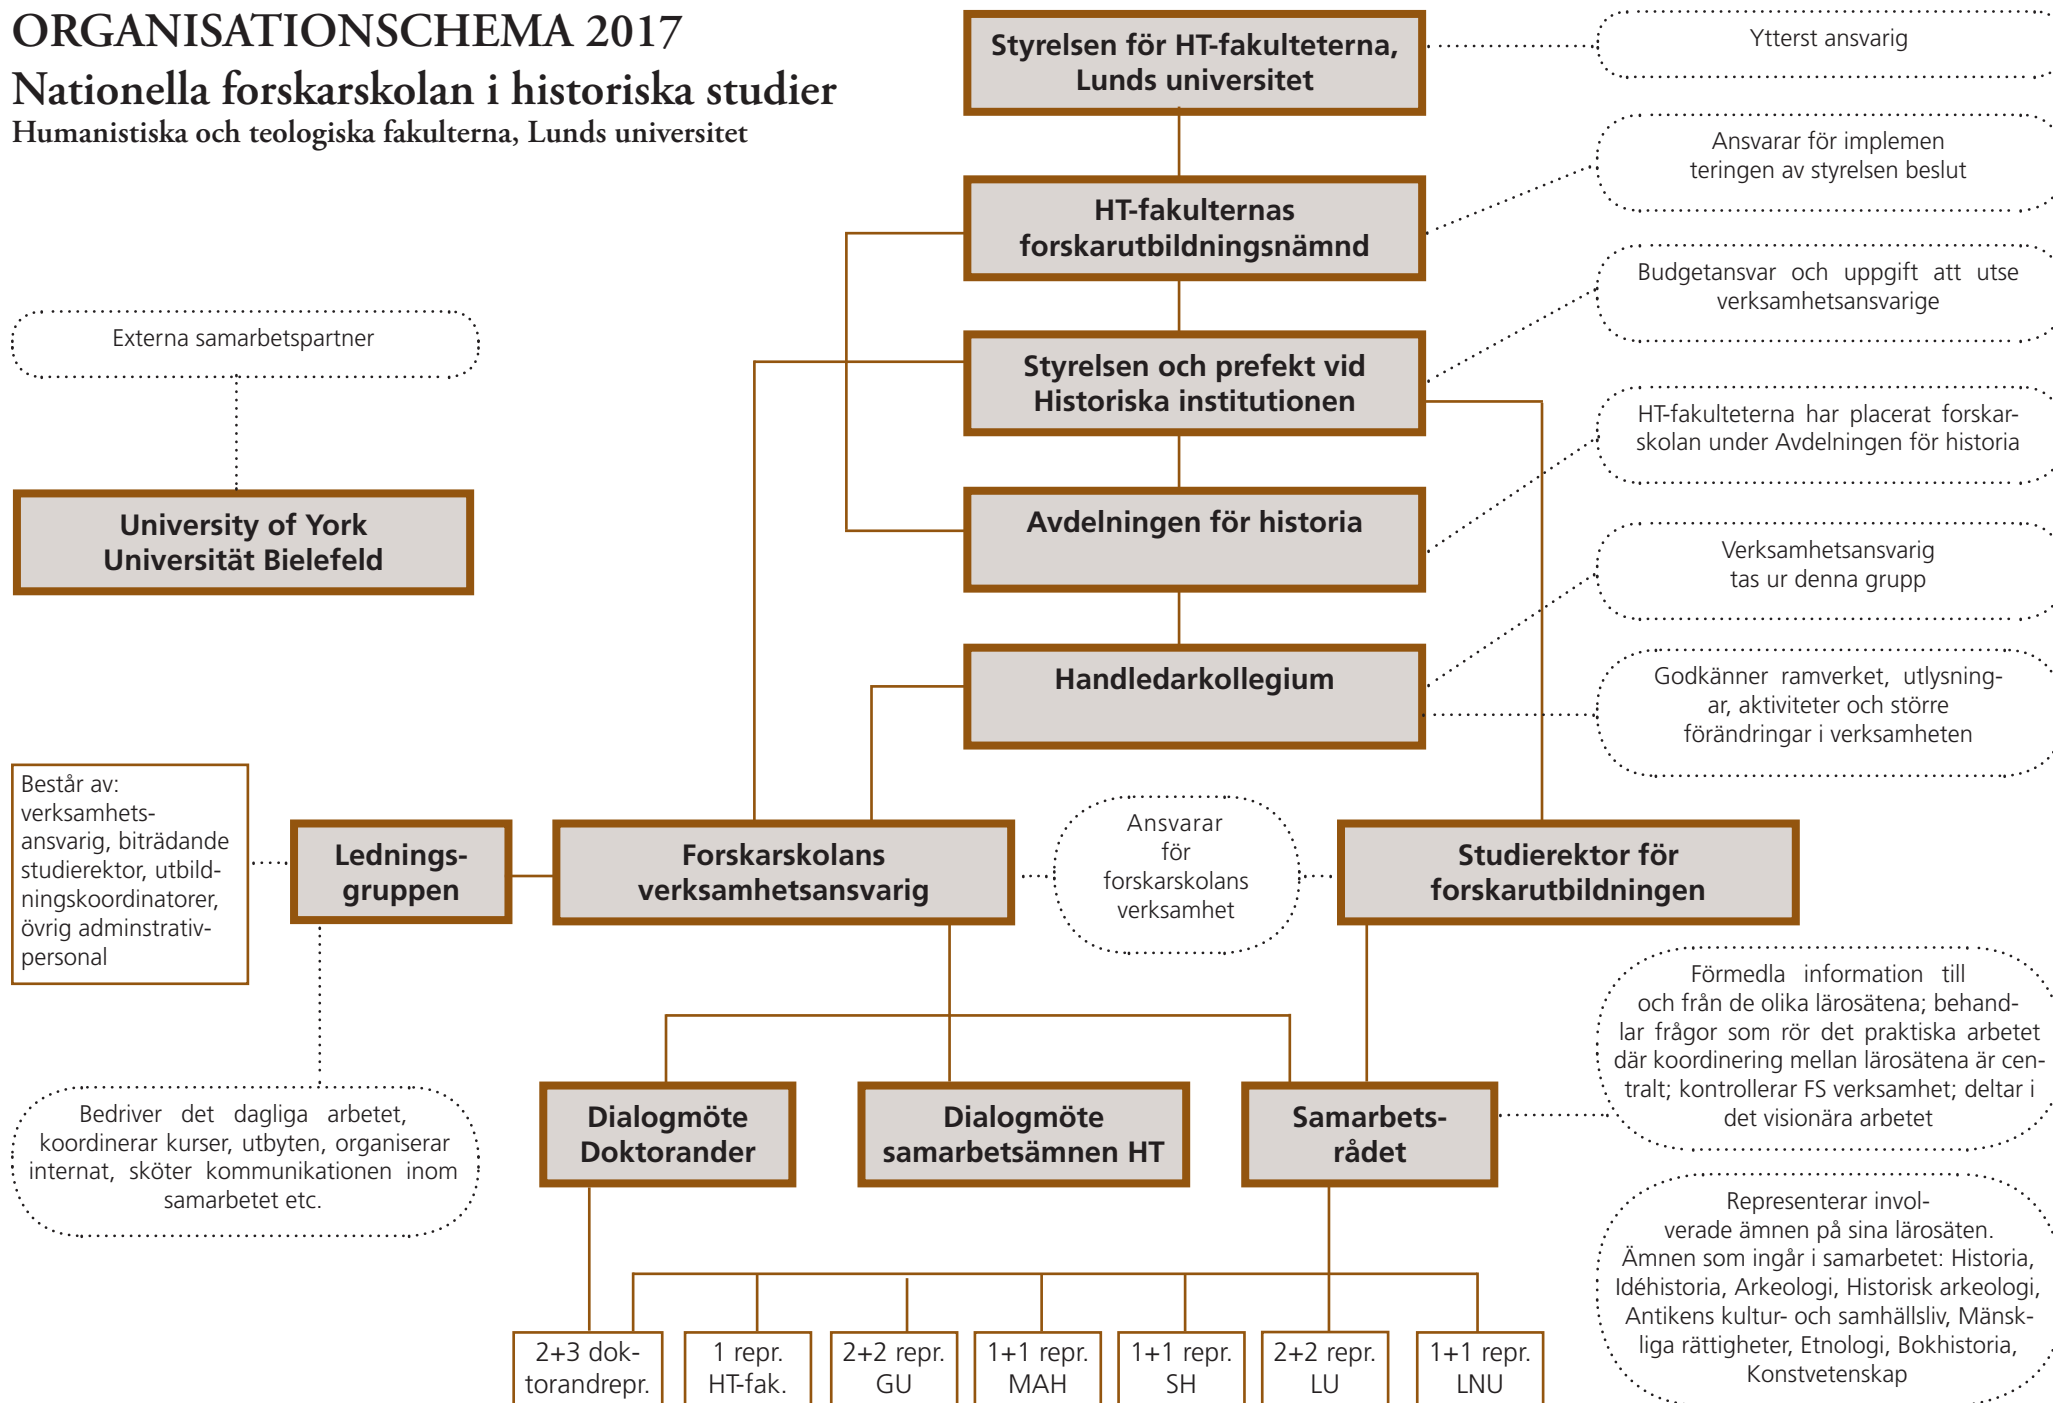 ORGANISATIONSCHEMA 2017
Nationella forskarskolan i historiska studier
Humanistiska och teologiska fakulterna, Lunds universitet
Styrelsen för HT-fakulteterna,
Lunds universitet
Ytterst ansvarig
Ansvarar för implemen
teringen av styrelsen beslut
HT-fakulternas
forskarutbildningsnämnd
Budgetansvar och uppgift att utse
verksamhetsansvarige
Externa samarbetspartner
Styrelsen och prefekt vid
Historiska institutionen
HT-fakulteterna har placerat forskar-
skolan under Avdelningen för historia
University of York
Universität Bielefeld
Avdelningen för historia
Verksamhetsansvarig
tas ur denna grupp
Handledarkollegium
Godkänner ramverket, utlysning-
ar, aktiviteter och större
förändringar i verksamheten
Består av:
verksamhets-
ansvarig, biträdande
studierektor, utbild-
ningskoordinatorer,
övrig adminstrativ-
personal
Lednings-
gruppen
Forskarskolans
verksamhetsansvarig
Ansvarar
för
forskarskolans
verksamhet
Studierektor för
forskarutbildningen
Förmedla information till
och från de olika lärosätena; behand-
lar frågor som rör det praktiska arbetet
där koordinering mellan lärosätena är cen-
tralt; kontrollerar FS verksamhet; deltar i
det visionära arbetet
Bedriver det dagliga arbetet,
koordinerar kurser, utbyten, organiserar
internat, sköter kommunikationen inom
samarbetet etc.
Dialogmöte
Doktorander
Dialogmöte
samarbetsämnen HT
Samarbets-
rådet
Representerar invol-
verade ämnen på sina lärosäten.
Ämnen som ingår i samarbetet: Historia,
Idéhistoria, Arkeologi, Historisk arkeologi,
Antikens kultur- och samhällsliv, Mänsk-
liga rättigheter, Etnologi, Bokhistoria,
Konstvetenskap
2+3 dok-
torandrepr.
1 repr.
HT-fak.
2+2 repr.
GU
1+1 repr.
MAH
1+1 repr.
SH
2+2 repr.
LU
1+1 repr.
LNU